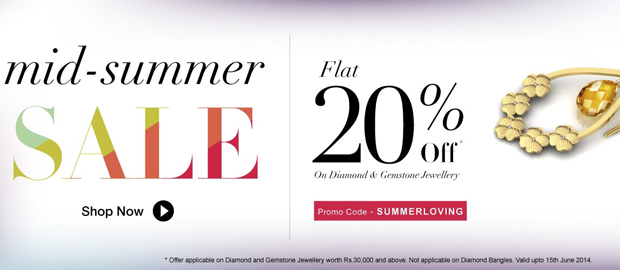 mid-summer
SALE
Shop Now
Flat
20% Off*
On Diamond & Gemstone Jewellery
Promo Code - SUMMERLOVING
* Offer applicable on Diamond and Gemstone Jewellery worth Rs.30,000 and above. Not applicable on Diamond Bangles. Valid upto 15th June 2014.